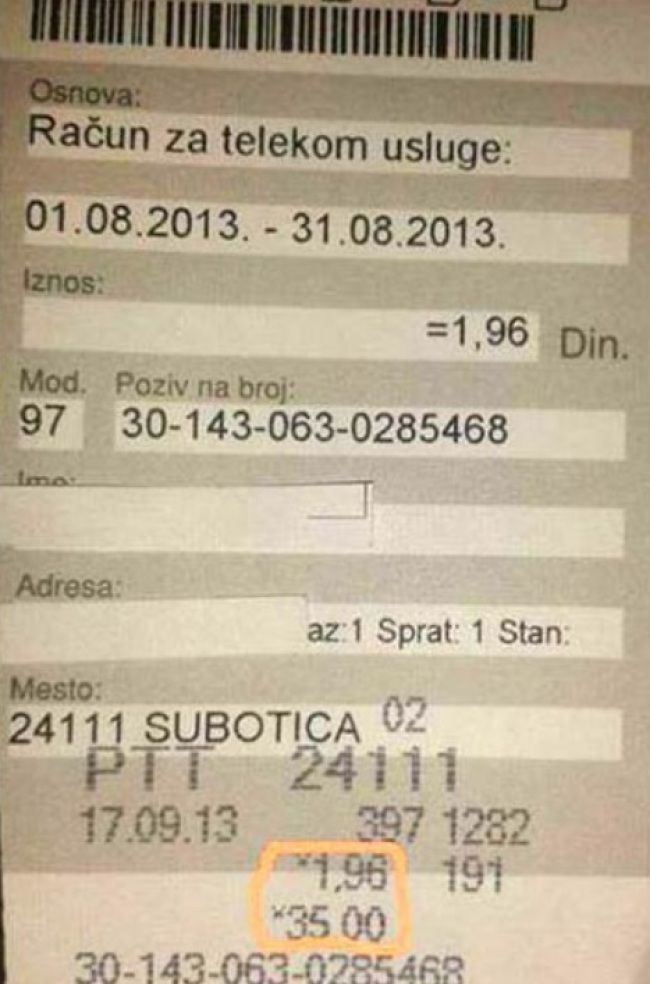 Osnova:
Račun za telekom usluge:
01.08.2013. - 31.08.2013.
Iznos:
=1,96 Din.
Mod. Poziv na broj:
97 30-143-063-0285468
Ime:
Adresa:
az:1 Sprat: 1 Stan:
Mesto:
24111 SUBOTICA 02
PTT 24111
17.09.13 397 1282
*1,96 191
*35 00
30-143-063-0285468